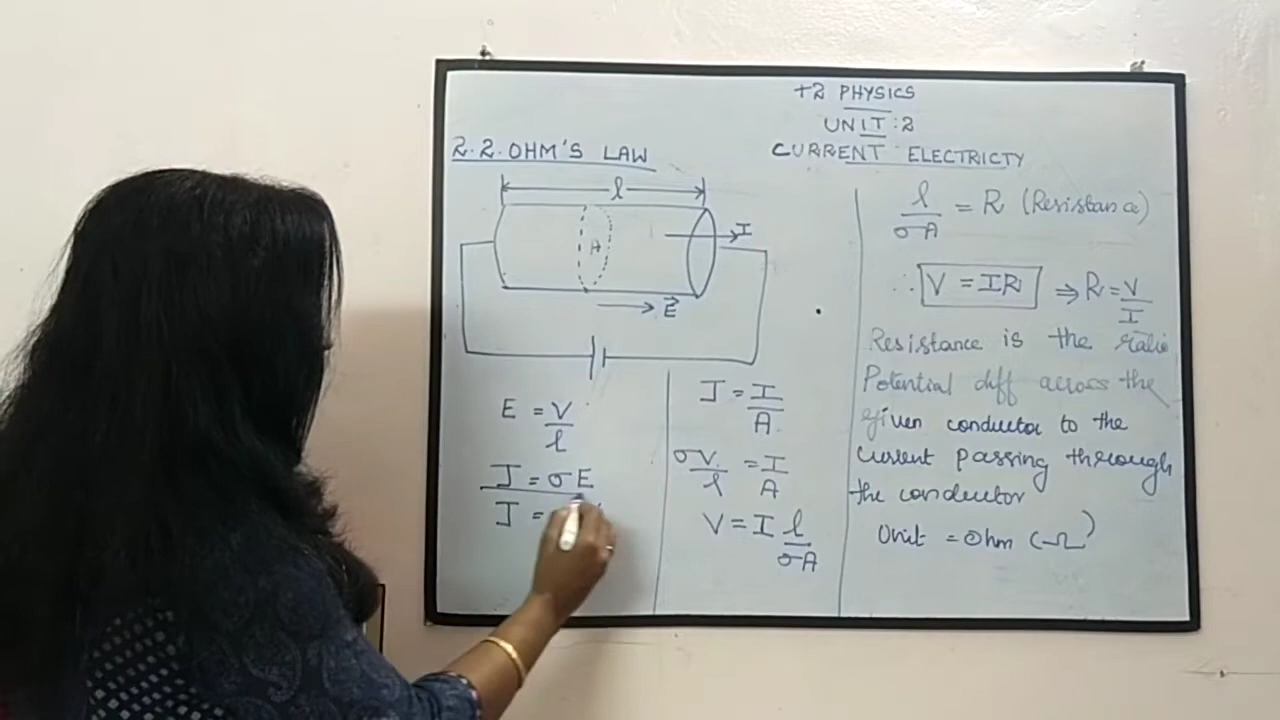 +2 PHYSICS
UNIT:2
CURRENT ELECTRICTY
2.2. OHM'S LAW
l
A
I
E⃗
E = V/l
J = σE
J =
J = I/A
σV/l = I/A
V = I l/σA
l/σA = R (Resistance)
∴ V = IR ⇒ R = V/I
Resistance is the ratio
Potential diff across the
given conductor to the
current passing through
the conductor
Unit = Ohm (Ω)